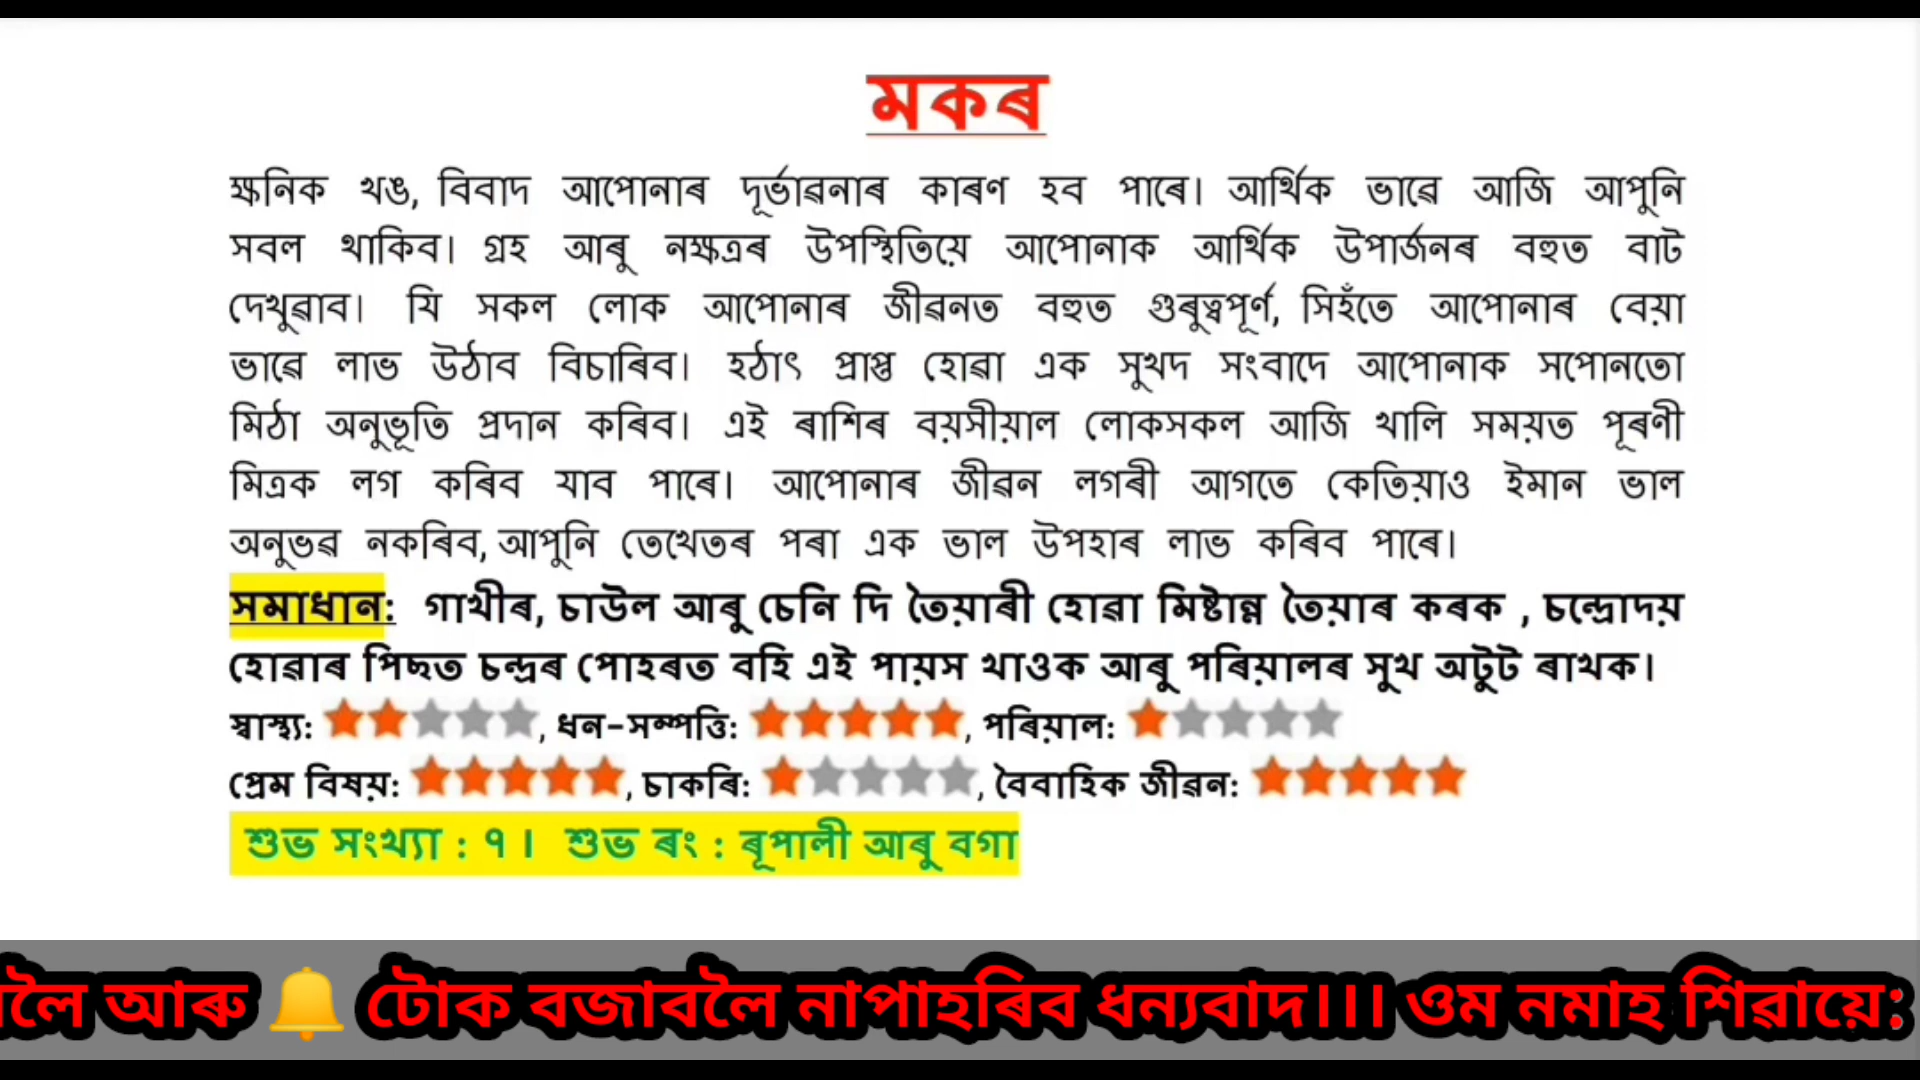 মকৰ
ক্ষনিক খঙ, বিবাদ আপোনাৰ দূৰ্ভাৱনাৰ কাৰণ হব পাৰে। আৰ্থিক ভাৱে আজি আপুনি
সবল থাকিব। গ্ৰহ আৰু নক্ষত্ৰৰ উপস্থিতিয়ে আপোনাক আৰ্থিক উপাৰ্জনৰ বহুত বাট
দেখুৱাব। যি সকল লোক আপোনাৰ জীৱনত বহুত গুৰুত্বপূৰ্ণ, সিহঁতে আপোনাৰ বেয়া
ভাৱে লাভ উঠাব বিচাৰিব। হঠাৎ প্ৰাপ্ত হোৱা এক সুখদ সংবাদে আপোনাক সপোনতো
মিঠা অনুভূতি প্ৰদান কৰিব। এই ৰাশিৰ বয়সীয়াল লোকসকল আজি খালি সময়ত পূৰণী
মিত্ৰক লগ কৰিব যাব পাৰে। আপোনাৰ জীৱন লগৰী আগতে কেতিয়াও ইমান ভাল
অনুভৱ নকৰিব, আপুনি তেখেতৰ পৰা এক ভাল উপহাৰ লাভ কৰিব পাৰে।
সমাধান: গাখীৰ, চাউল আৰু চেনি দি তৈয়াৰী হোৱা মিষ্টান্ন তৈয়াৰ কৰক , চন্দ্ৰোদয়
হোৱাৰ পিছত চন্দ্ৰৰ পোহৰত বহি এই পায়স খাওক আৰু পৰিয়ালৰ সুখ অটুট ৰাখক।
স্বাস্থ্য: ★★★★★, ধন-সম্পত্তি: ★★★★★, পৰিয়াল: ★★★★★
প্ৰেম বিষয়: ★★★★★, চাকৰি: ★★★★★, বৈবাহিক জীৱন: ★★★★★
শুভ সংখ্যা : ৭ । শুভ ৰং : ৰূপালী আৰু বগা
লৈ আৰু 🔔 টোক বজাবলৈ নাপাহৰিব ধন্যবাদ।।। ওম নমাহ শিৱায়ে: